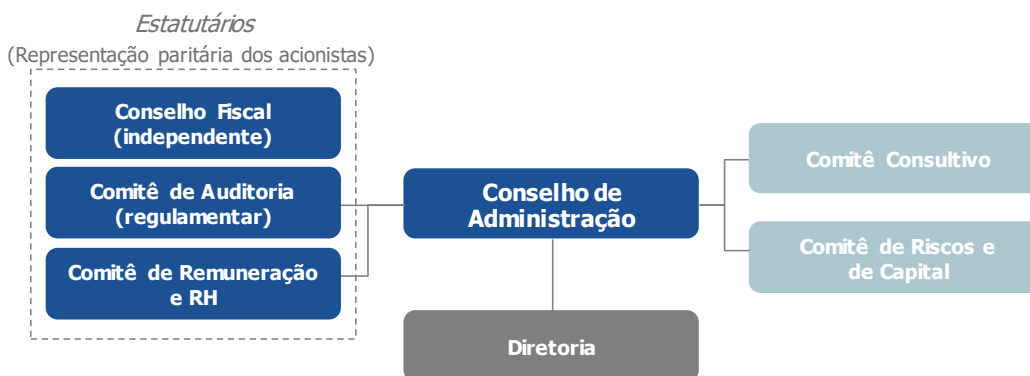 Estatutários
(Representação paritária dos acionistas)
Conselho Fiscal
(independente)
Comitê de Auditoria
(regulamentar)
Comitê de Remuneração
e RH
Conselho de
Administração
Diretoria
Comitê Consultivo
Comitê de Riscos e
de Capital